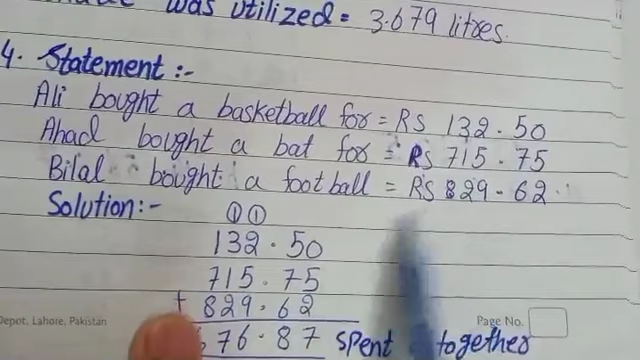 was utilized = 3.679 litres.
4. Statement :-
Ali bought a basketball for = RS 132.50
Ahad bought a bat for = RS 715.75
Bilal bought a football = RS 829.62
Solution:- ① ①
132.50
715.75
+ 829.62
676.87 spent together
Depot, Lahore, Pakistan
Page No.